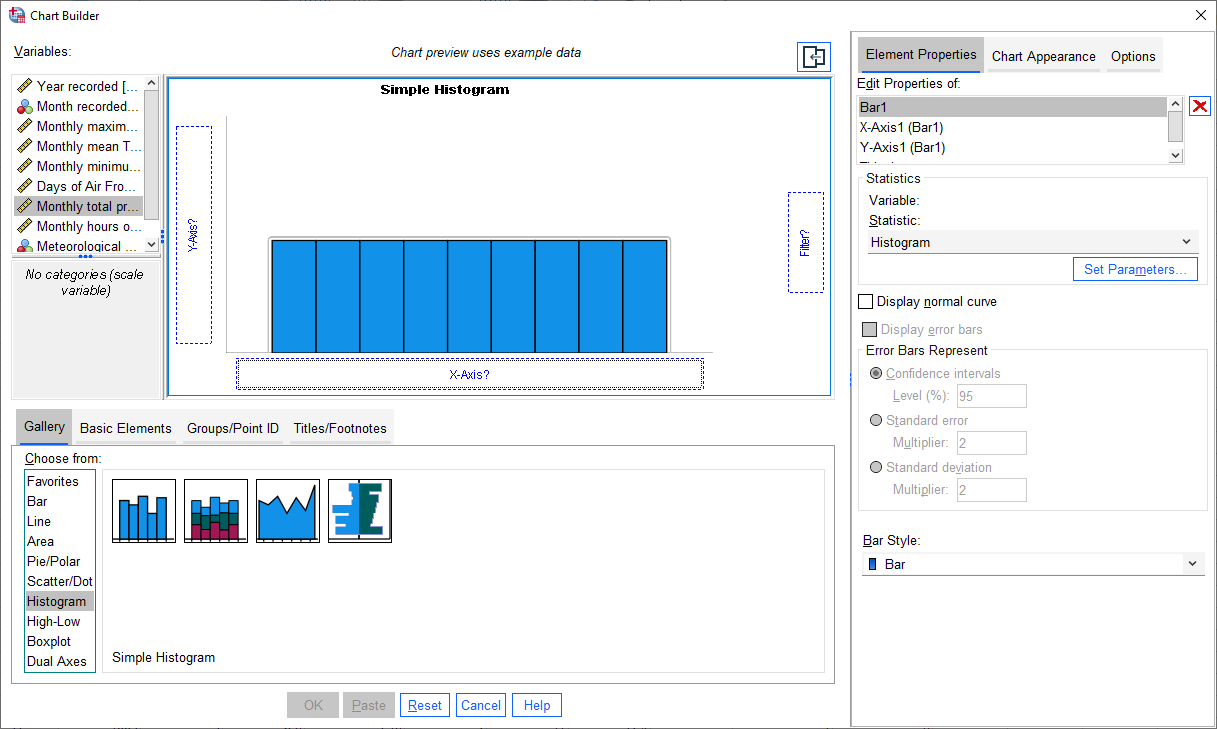 Chart Builder
Variables:
Chart preview uses example data
Year recorded [...
Month recorded...
Monthly maxim...
Monthly mean T...
Monthly minimu...
Days of Air Fro...
Monthly total pr...
Monthly hours o...
Meteorological ...
No categories (scale
variable)
Simple Histogram
Y-Axis?
Filter?
X-Axis?
Gallery
Basic Elements
Groups/Point ID
Titles/Footnotes
Choose from:
Favorites
Bar
Line
Area
Pie/Polar
Scatter/Dot
Histogram
High-Low
Boxplot
Dual Axes
Simple Histogram
OK
Paste
Reset
Cancel
Help
Element Properties
Chart Appearance
Options
Edit Properties of:
Bar1
X-Axis1 (Bar1)
Y-Axis1 (Bar1)
Statistics
Variable:
Statistic:
Histogram
Set Parameters...
Display normal curve
Display error bars
Error Bars Represent
Confidence intervals
Level (%): 95
Standard error
Multiplier: 2
Standard deviation
Multiplier: 2
Bar Style:
Bar